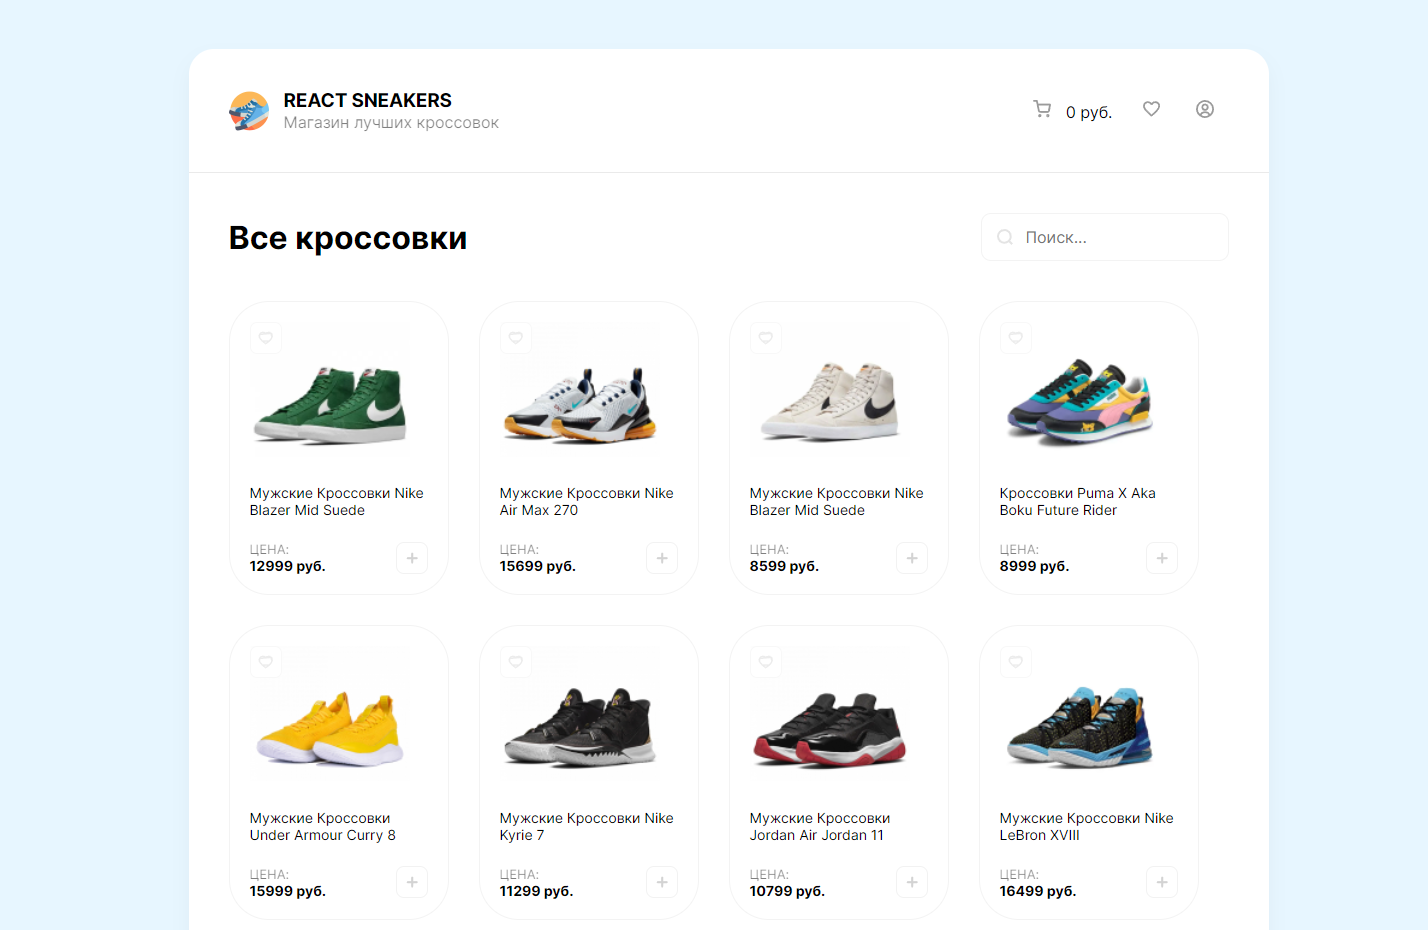 REACT SNEAKERS
Магазин лучших кроссовок
0 руб.
Все кроссовки
Поиск...
Мужские Кроссовки Nike
Blazer Mid Suede
ЦЕНА:
12999 руб.
Мужские Кроссовки Nike
Air Max 270
ЦЕНА:
15699 руб.
Мужские Кроссовки Nike
Blazer Mid Suede
ЦЕНА:
8599 руб.
Кроссовки Puma X Aka
Boku Future Rider
ЦЕНА:
8999 руб.
Мужские Кроссовки
Under Armour Curry 8
ЦЕНА:
15999 руб.
Мужские Кроссовки Nike
Kyrie 7
ЦЕНА:
11299 руб.
Мужские Кроссовки
Jordan Air Jordan 11
ЦЕНА:
10799 руб.
Мужские Кроссовки Nike
LeBron XVIII
ЦЕНА:
16499 руб.